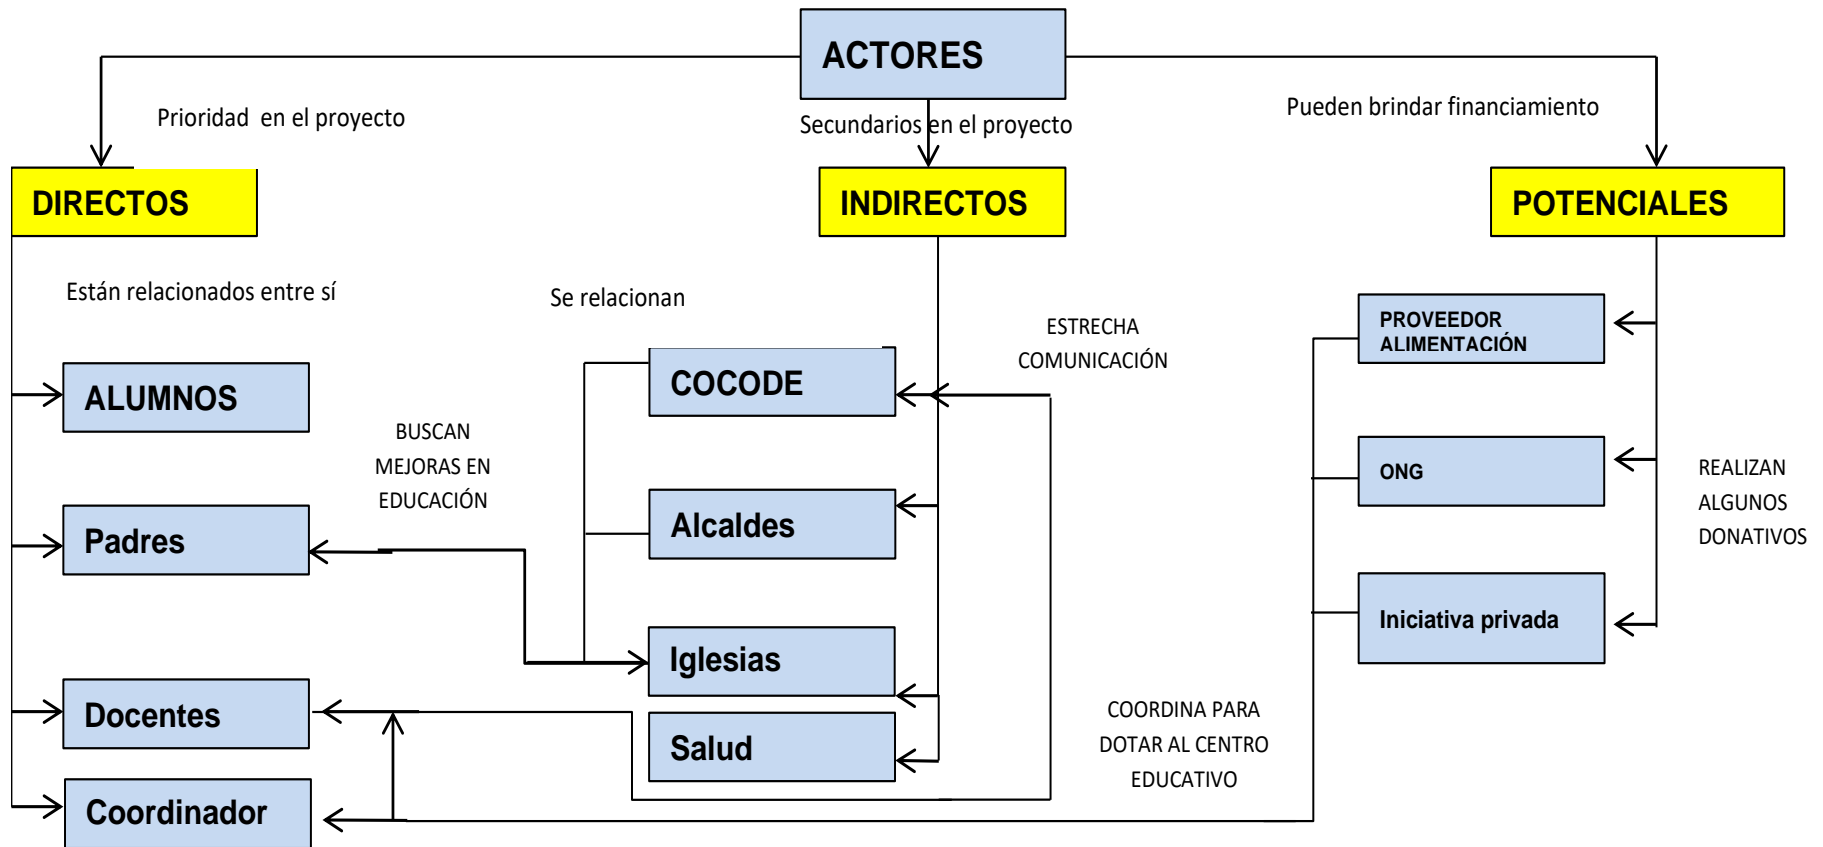 ACTORES
Prioridad en el proyecto
Secundarios en el proyecto
Pueden brindar financiamiento
DIRECTOS
INDIRECTOS
POTENCIALES
Están relacionados entre sí
Se relacionan
ESTRECHA
COMUNICACIÓN
PROVEEDOR
ALIMENTACIÓN
ALUMNOS
COCODE
BUSCAN
MEJORAS EN
EDUCACIÓN
ONG
REALIZAN
ALGUNOS
DONATIVOS
Padres
Alcaldes
Iniciativa privada
Iglesias
Docentes
Salud
COORDINA PARA
DOTAR AL CENTRO
EDUCATIVO
Coordinador